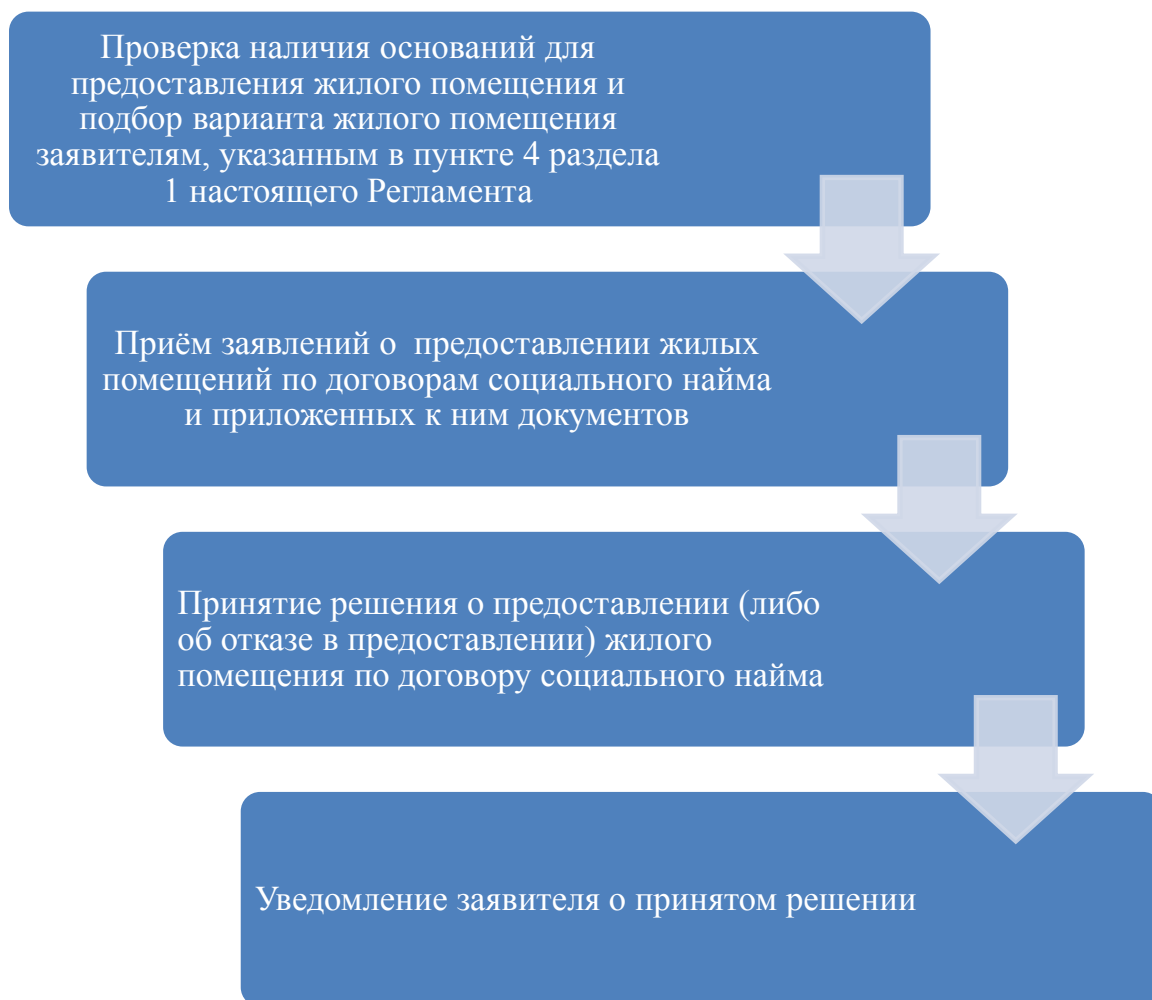 Проверка наличия оснований для
предоставления жилого помещения и
подбор варианта жилого помещения
заявителям, указанным в пункте 4 раздела
1 настоящего Регламента
Приём заявлений о  предоставлении жилых
помещений по договорам социального найма
и приложенных к ним документов
Принятие решения о предоставлении (либо
об отказе в предоставлении) жилого
помещения по договору социального найма
Уведомление заявителя о принятом решении